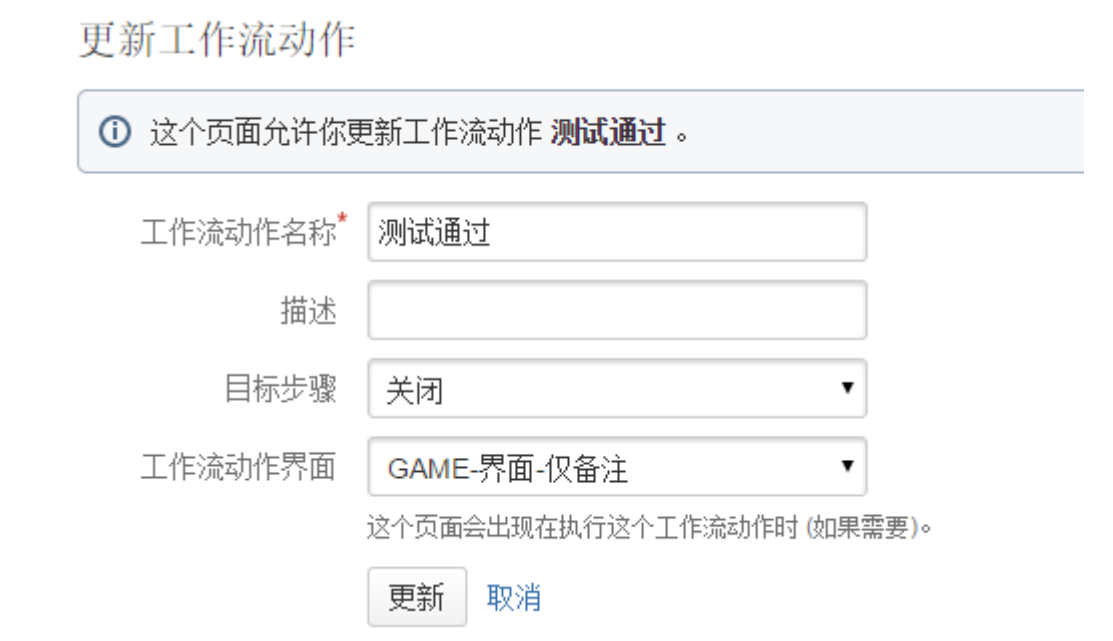 更新工作流动作
这个页面允许你更新工作流动作 测试通过 。
工作流动作名称* 测试通过
描述
目标步骤 关闭
工作流动作界面 GAME-界面-仅备注
这个页面会出现在执行这个工作流动作时 (如果需要)。
更新 取消